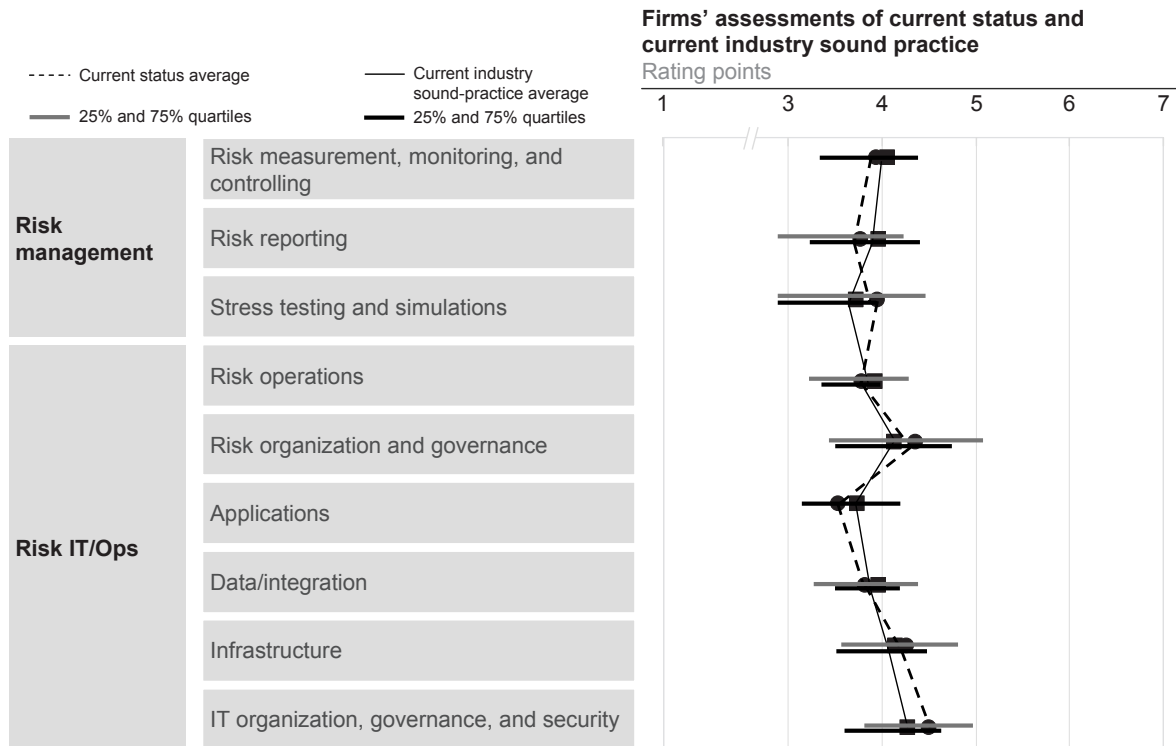 Firms’ assessments of current status and
current industry sound practice
Rating points
Current status average
Current industry
sound-practice average
25% and 75% quartiles
25% and 75% quartiles
1 3 4 5 6 7
Risk
management
Risk measurement, monitoring, and
controlling
Risk reporting
Stress testing and simulations
Risk IT/Ops
Risk operations
Risk organization and governance
Applications
Data/integration
Infrastructure
IT organization, governance, and security